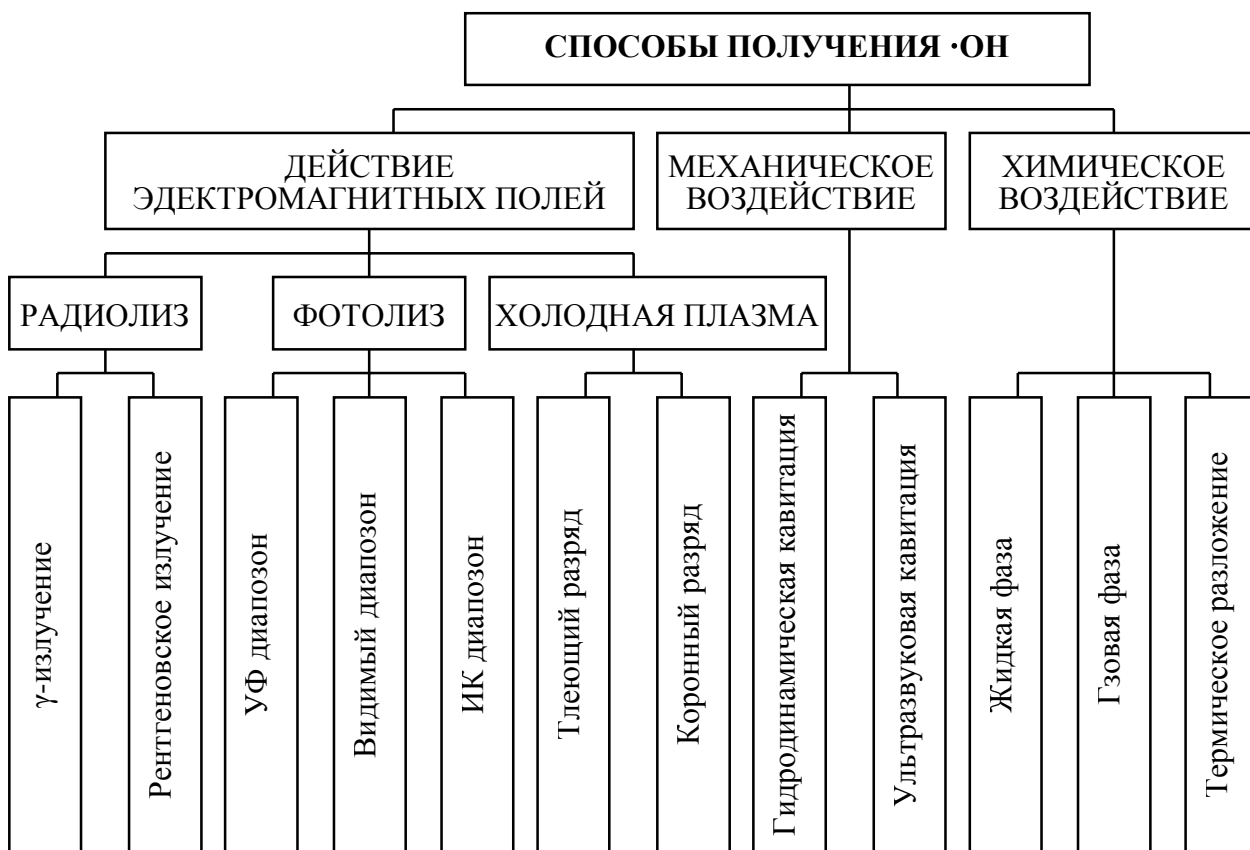 СПОСОБЫ ПОЛУЧЕНИЯ ·ОН
ДЕЙСТВИЕ
ЭДЕКТРОМАГНИТНЫХ ПОЛЕЙ
МЕХАНИЧЕСКОЕ
ВОЗДЕЙСТВИЕ
ХИМИЧЕСКОЕ
ВОЗДЕЙСТВИЕ
РАДИОЛИЗ
ФОТОЛИЗ
ХОЛОДНАЯ ПЛАЗМА
γ-излучение
Рентгеновское излучение
УФ диапозон
Видимый диапозон
ИК диапозон
Тлеющий разряд
Коронный разряд
Гидродинамическая кавитация
Ультразвуковая кавитация
Жидкая фаза
Гзовая фаза
Термическое разложение